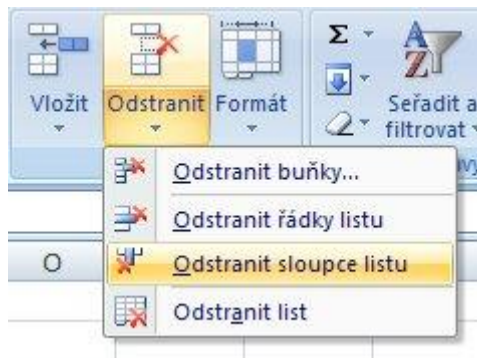 Vložit
Odstranit
Formát
Σ
Seřadit a
filtrovat
Odstranit buňky...
Odstranit řádky listu
Odstranit sloupce listu
Odstranit list
O